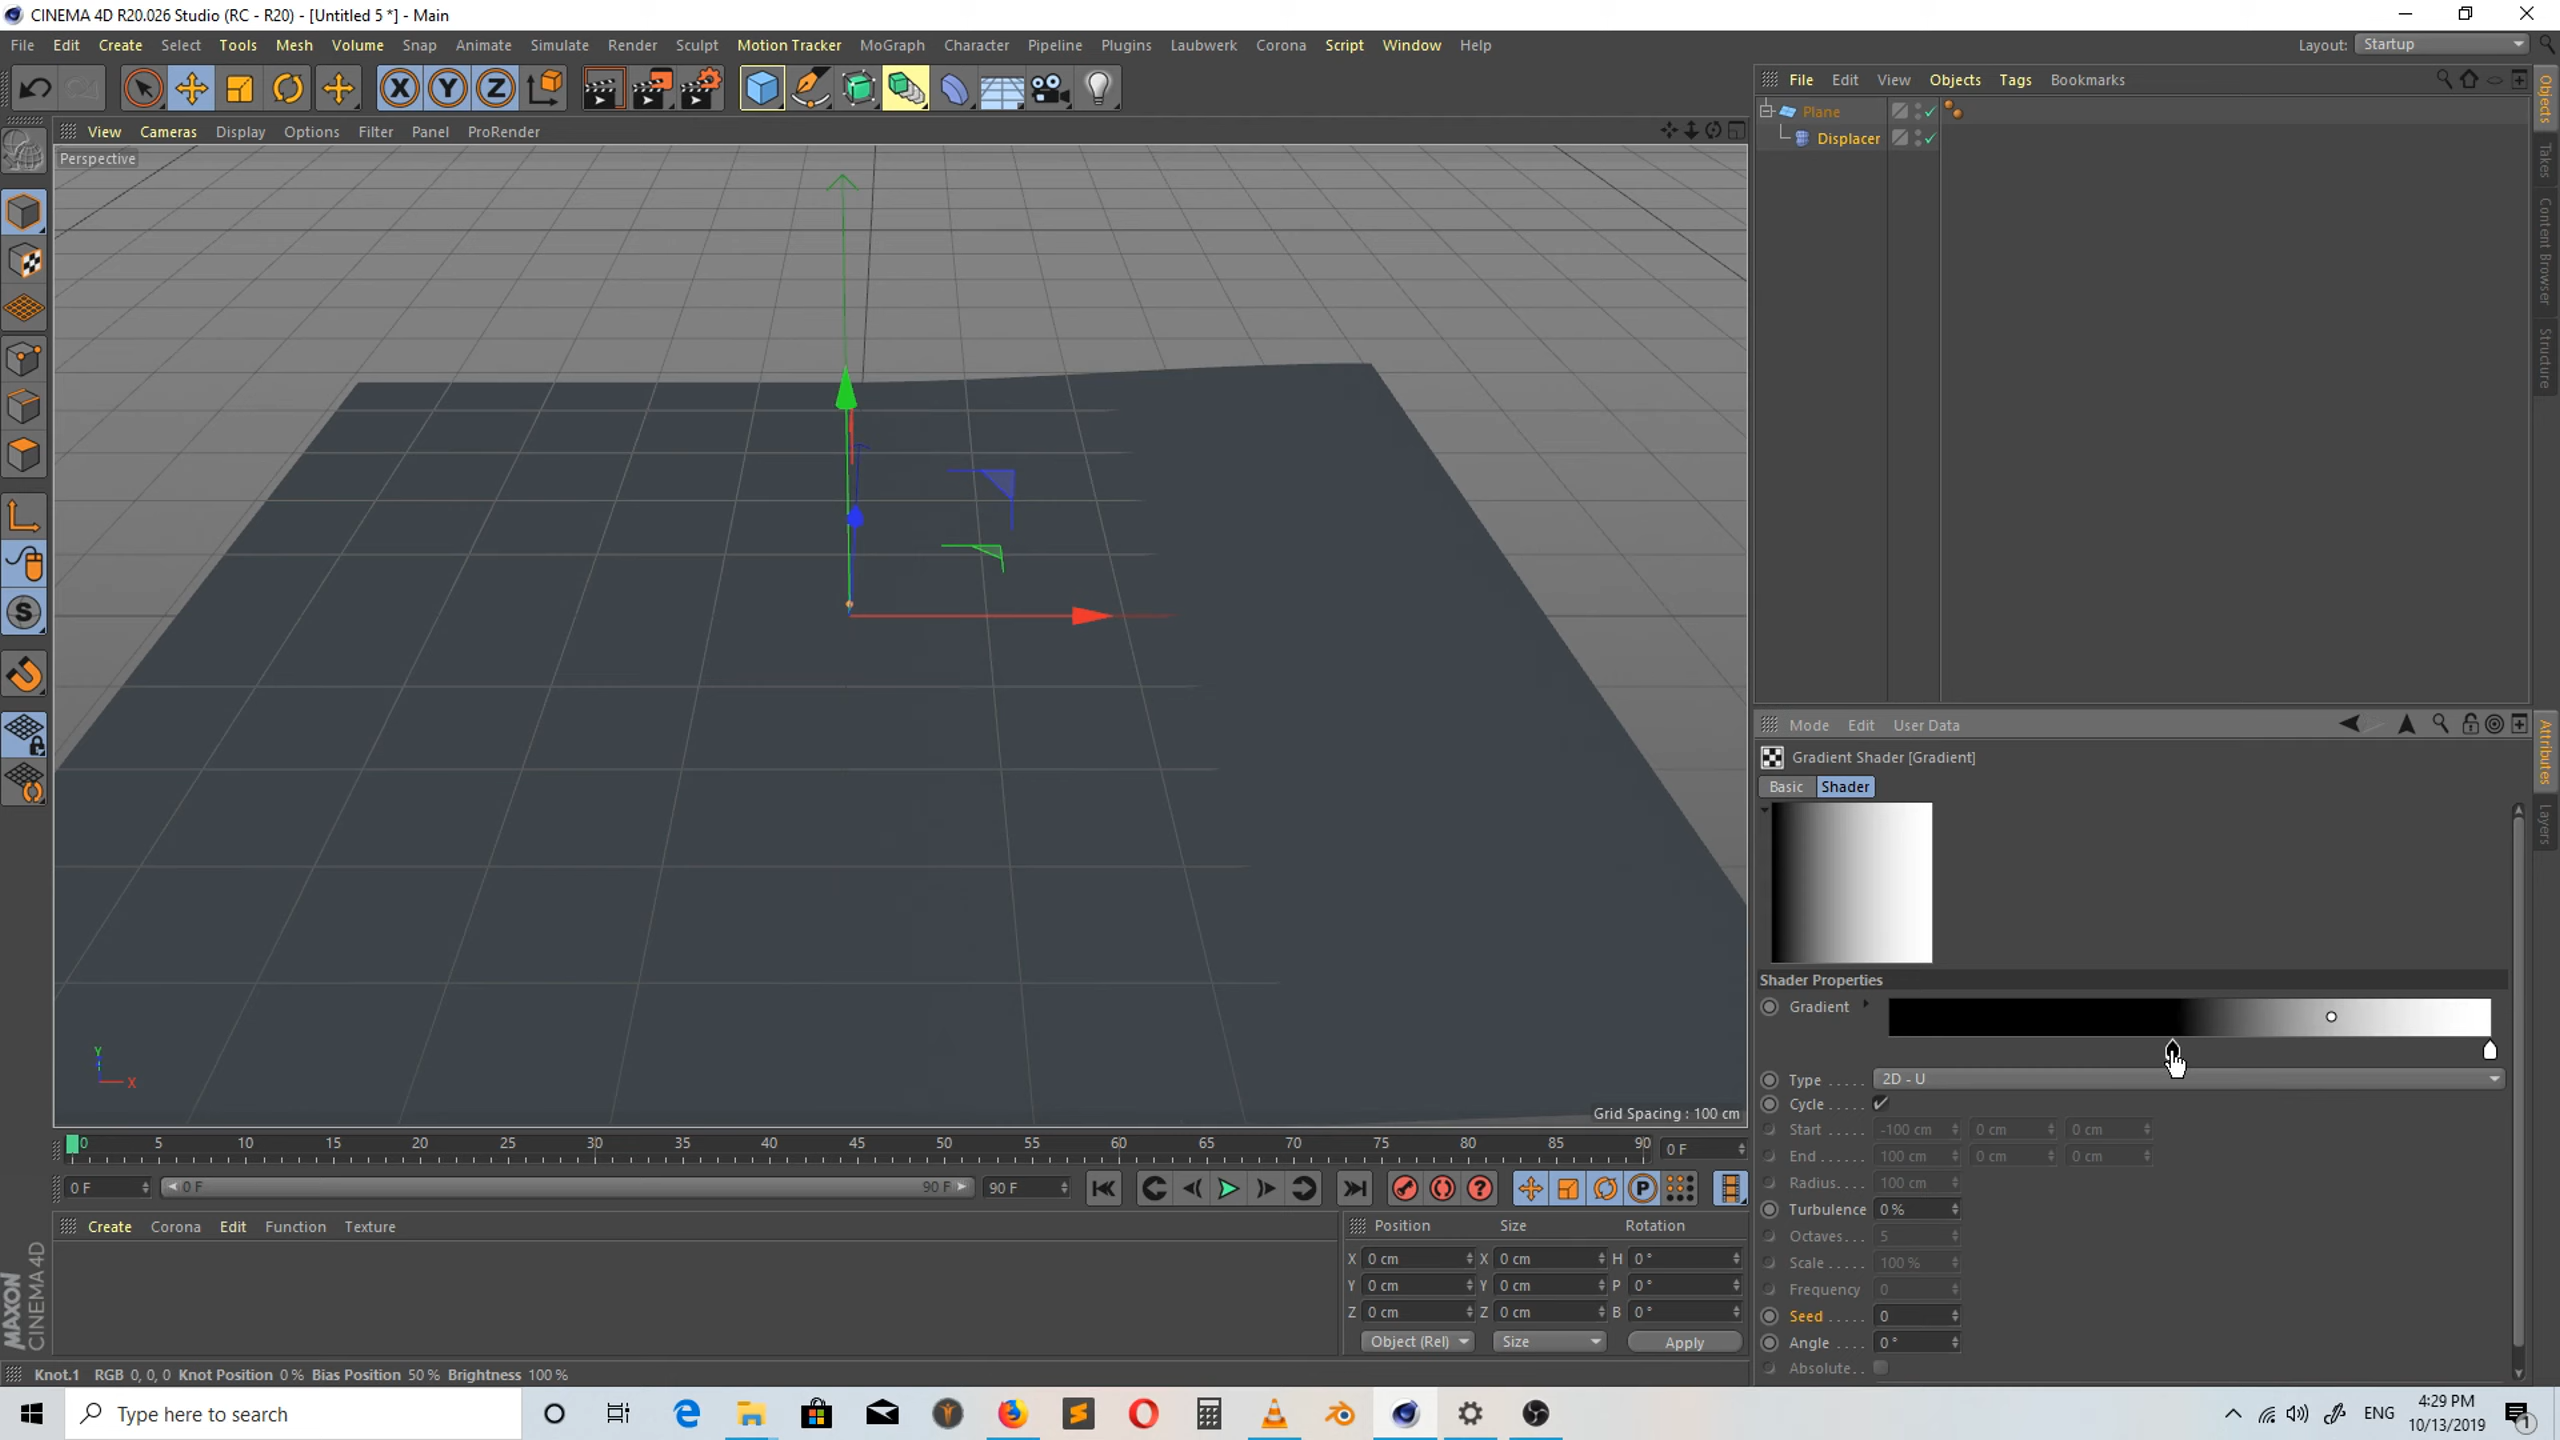 CINEMA 4D R20.026 Studio (RC - R20) - [Untitled 5 *] - Main
File Edit Create Select Tools Mesh Volume Snap Animate Simulate Render Sculpt Motion Tracker MoGraph Character Pipeline Plugins Laubwerk Corona Script Window Help Layout: Startup
X Y Z
File Edit View Objects Tags Bookmarks
Plane
Displacer
Objects
Takes
Content Browser
Structure
View Cameras Display Options Filter Panel ProRender
Perspective
S
Y
X
Grid Spacing : 100 cm
Mode Edit User Data
Gradient Shader [Gradient]
Basic Shader
Attributes
Layers
Shader Properties
Gradient
Type ..... 2D - U
Cycle.....
Start ..... -100 cm 0 cm 0 cm
End ...... 100 cm 0 cm 0 cm
Radius.... 100 cm
Turbulence 0 %
Octaves... 5
Scale ..... 100 %
Frequency 0
Seed ..... 0
Angle .... 0 °
Absolute..
0 5 10 15 20 25 30 35 40 45 50 55 60 65 70 75 80 85 90 0 F
0 F 0 F 90 F 90 F ? P
Create Corona Edit Function Texture
Position Size Rotation
X 0 cm X 0 cm H 0 °
Y 0 cm Y 0 cm P 0 °
Z 0 cm Z 0 cm B 0 °
Object (Rel) Size Apply
MAXON
CINEMA 4D
Knot.1 RGB 0, 0, 0 Knot Position 0 % Bias Position 50 % Brightness 100 %
Type here to search
ENG
4:29 PM
10/13/2019
1